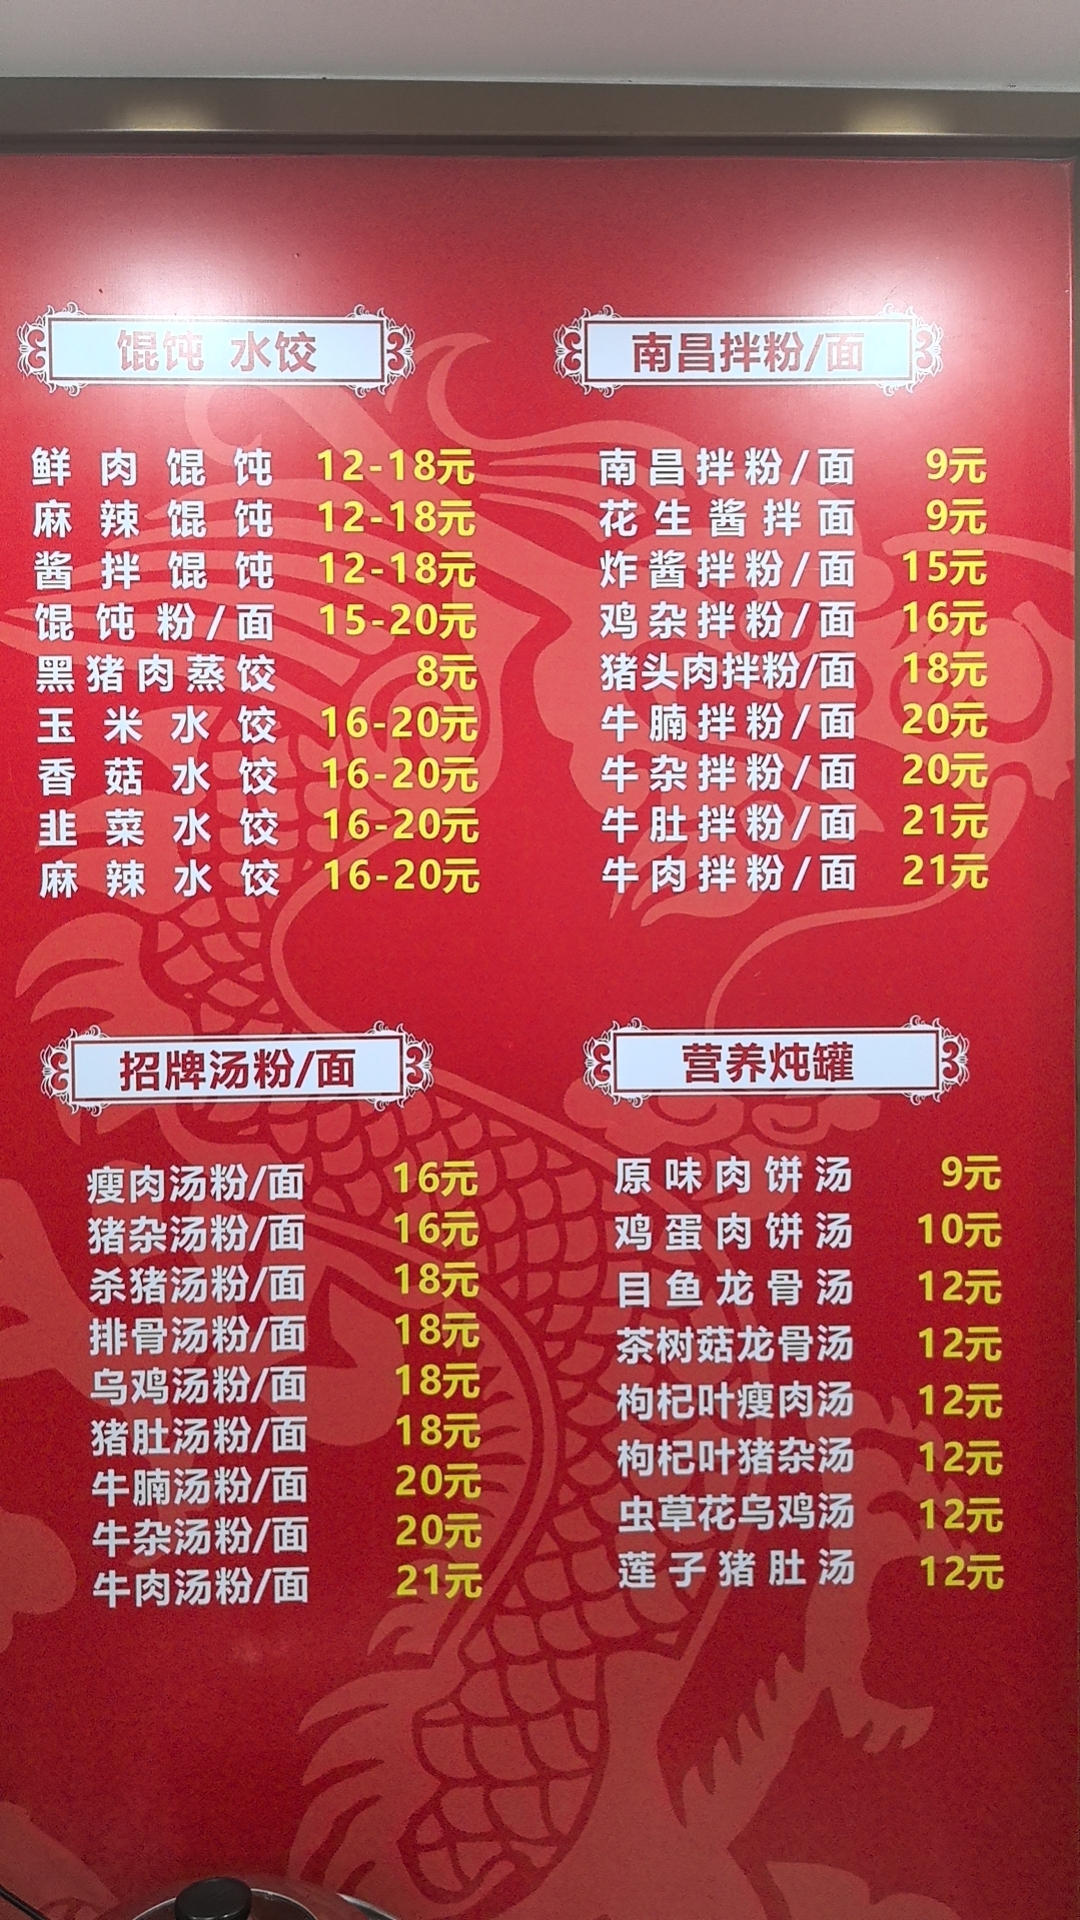 馄饨 水饺
鲜肉馄饨 12-18元
麻辣馄饨 12-18元
酱拌馄饨 12-18元
馄饨粉/面 15-20元
黑猪肉蒸饺 8元
玉米水饺 16-20元
香菇水饺 16-20元
韭菜水饺 16-20元
麻辣水饺 16-20元
南昌拌粉/面
南昌拌粉/面 9元
花生酱拌面 9元
炸酱拌粉/面 15元
鸡杂拌粉/面 16元
猪头肉拌粉/面 18元
牛腩拌粉/面 20元
牛杂拌粉/面 20元
牛肚拌粉/面 21元
牛肉拌粉/面 21元
招牌汤粉/面
瘦肉汤粉/面 16元
猪杂汤粉/面 16元
杀猪汤粉/面 18元
排骨汤粉/面 18元
乌鸡汤粉/面 18元
猪肚汤粉/面 18元
牛腩汤粉/面 20元
牛杂汤粉/面 20元
牛肉汤粉/面 21元
营养炖罐
原味肉饼汤 9元
鸡蛋肉饼汤 10元
目鱼龙骨汤 12元
茶树菇龙骨汤 12元
枸杞叶瘦肉汤 12元
枸杞叶猪杂汤 12元
虫草花乌鸡汤 12元
莲子猪肚汤 12元